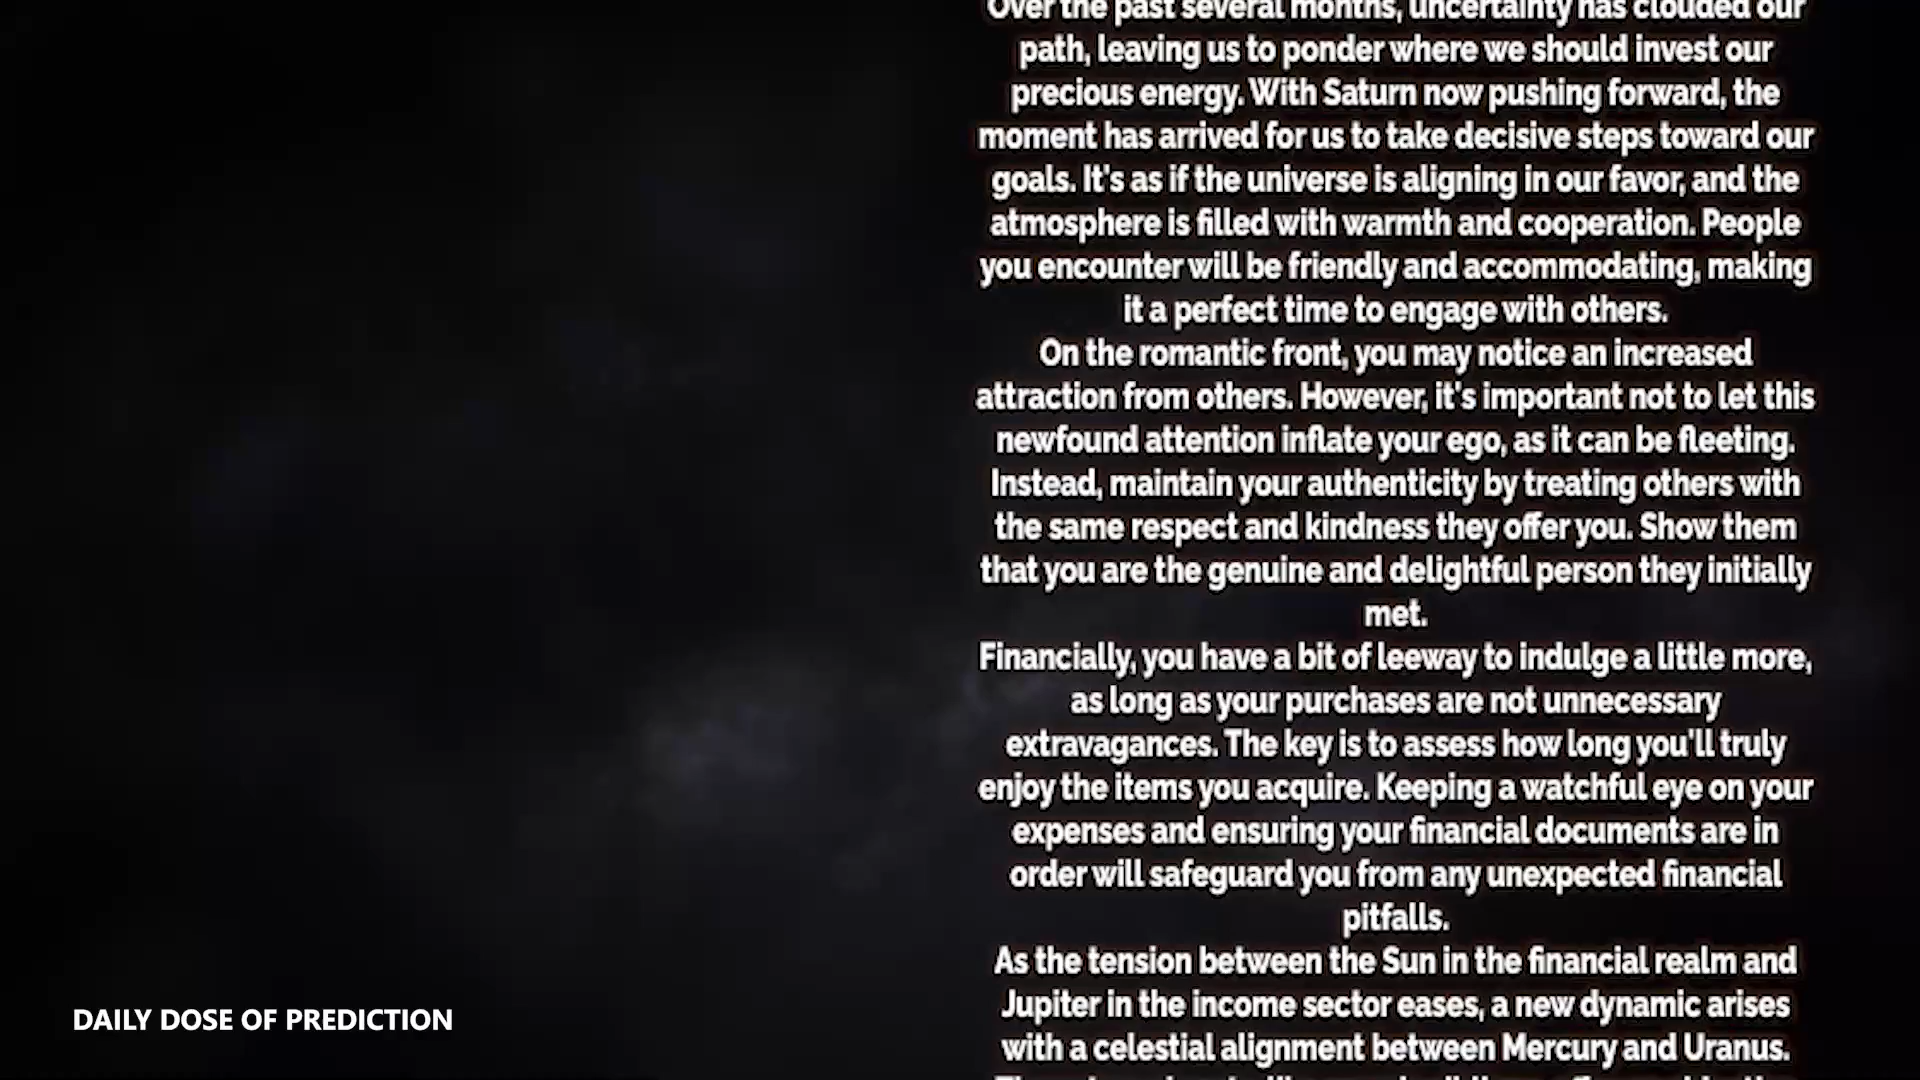 Over the past several months, uncertainty has clouded our
path, leaving us to ponder where we should invest our
precious energy. With Saturn now pushing forward, the
moment has arrived for us to take decisive steps toward our
goals. It's as if the universe is aligning in our favor, and the
atmosphere is filled with warmth and cooperation. People
you encounter will be friendly and accommodating, making
it a perfect time to engage with others.
On the romantic front, you may notice an increased
attraction from others. However, it's important not to let this
newfound attention inflate your ego, as it can be fleeting.
Instead, maintain your authenticity by treating others with
the same respect and kindness they offer you. Show them
that you are the genuine and delightful person they initially
met.
Financially, you have a bit of leeway to indulge a little more,
as long as your purchases are not unnecessary
extravagances. The key is to assess how long you'll truly
enjoy the items you acquire. Keeping a watchful eye on your
expenses and ensuring your financial documents are in
order will safeguard you from any unexpected financial
pitfalls.
As the tension between the Sun in the financial realm and
Jupiter in the income sector eases, a new dynamic arises
with a celestial alignment between Mercury and Uranus.
DAILY DOSE OF PREDICTION